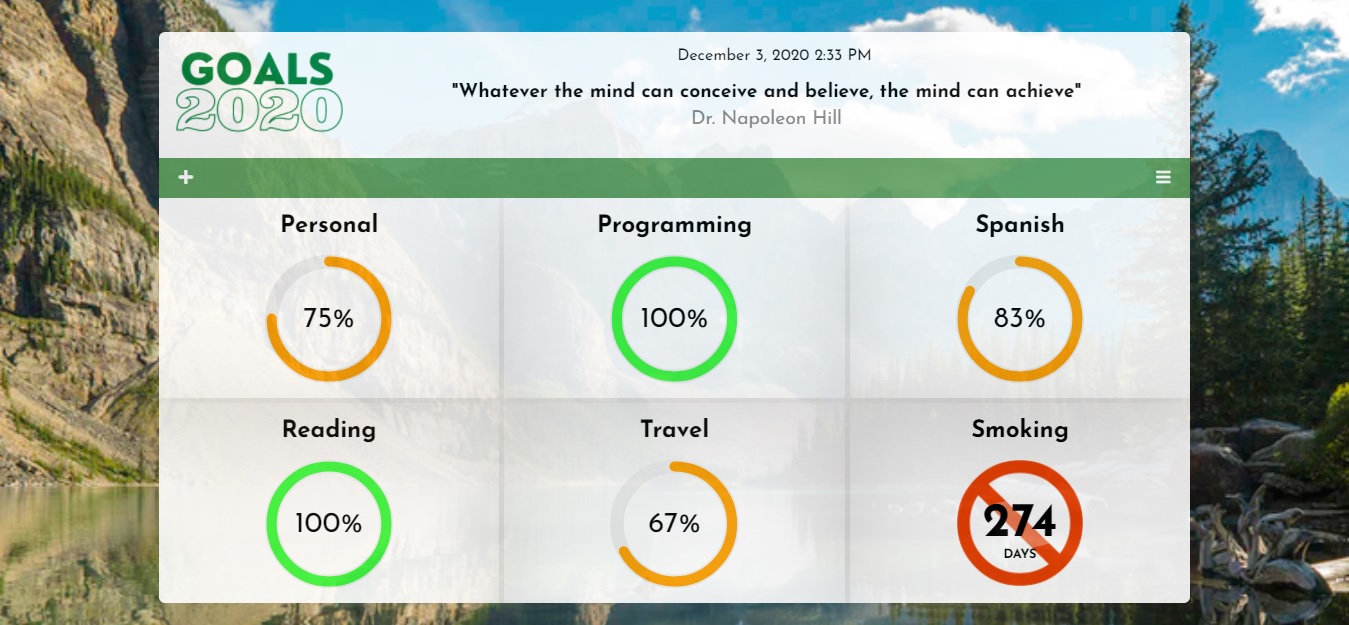 GOALS
2020
December 3, 2020 2:33 PM
"Whatever the mind can conceive and believe, the mind can achieve"
Dr. Napoleon Hill
Personal
Programming
Spanish
75%
100%
83%
Reading
Travel
Smoking
100%
67%
274
DAYS